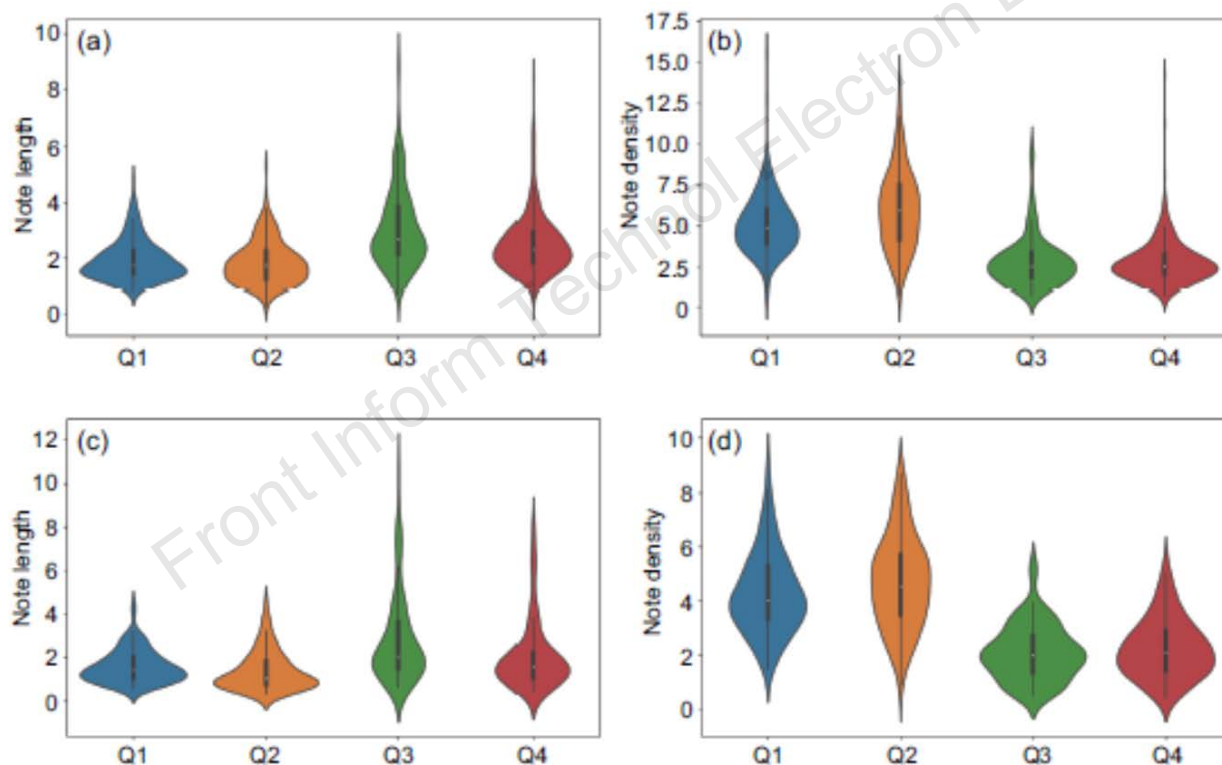 (a)
Note length
10
8
6
4
2
0
Q1 Q2 Q3 Q4
(b)
Note density
17.5
15.0
12.5
10.0
7.5
5.0
2.5
0
Q1 Q2 Q3 Q4
(c)
Note length
12
10
8
6
4
2
0
Q1 Q2 Q3 Q4
(d)
Note density
10
8
6
4
2
0
Q1 Q2 Q3 Q4
Front Inform Technol Electron E